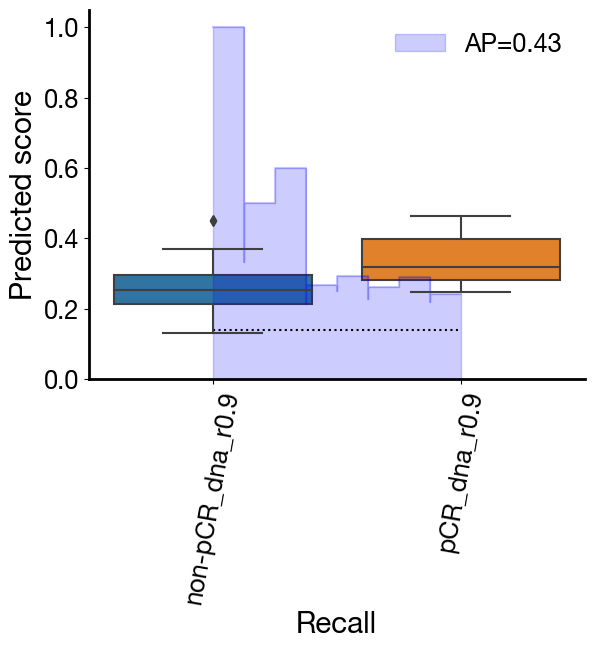 AP=0.43
Predicted score
1.0
0.8
0.6
0.4
0.2
0.0
non-pCR_dna_r0.9
pCR_dna_r0.9
Recall